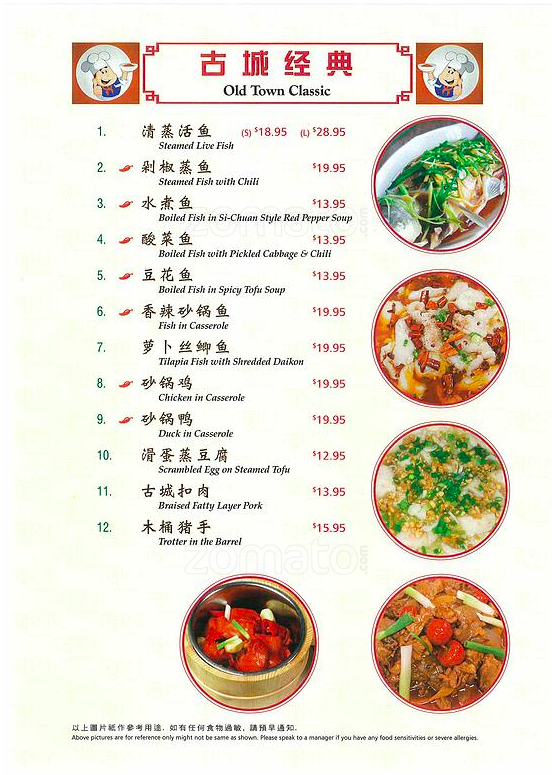 古城经典
Old Town Classic
1. 清蒸活鱼 (S) $18.95 (L) $28.95
Steamed Live Fish
2. 剁椒蒸鱼 $19.95
Steamed Fish with Chili
3. 水煮鱼 $13.95
Boiled Fish in Si-Chuan Style Red Pepper Soup
4. 酸菜鱼 $13.95
Boiled Fish with Pickled Cabbage & Chili
5. 豆花鱼 $13.95
Boiled Fish in Spicy Tofu Soup
6. 香辣砂锅鱼 $19.95
Fish in Casserole
7. 萝卜丝鲫鱼 $19.95
Tilapia Fish with Shredded Daikon
8. 砂锅鸡 $19.95
Chicken in Casserole
9. 砂锅鸭 $19.95
Duck in Casserole
10. 滑蛋蒸豆腐 $12.95
Scrambled Egg on Steamed Tofu
11. 古城扣肉 $13.95
Braised Fatty Layer Pork
12. 木桶猪手 $15.95
Trotter in the Barrel
zomato.com
以上圖片紙作參考用途，如有任何食物過敏，請預早通知。
Above pictures are for reference only might not be same as shown. Please speak to a manager if you have any food sensitivities or severe allergies.